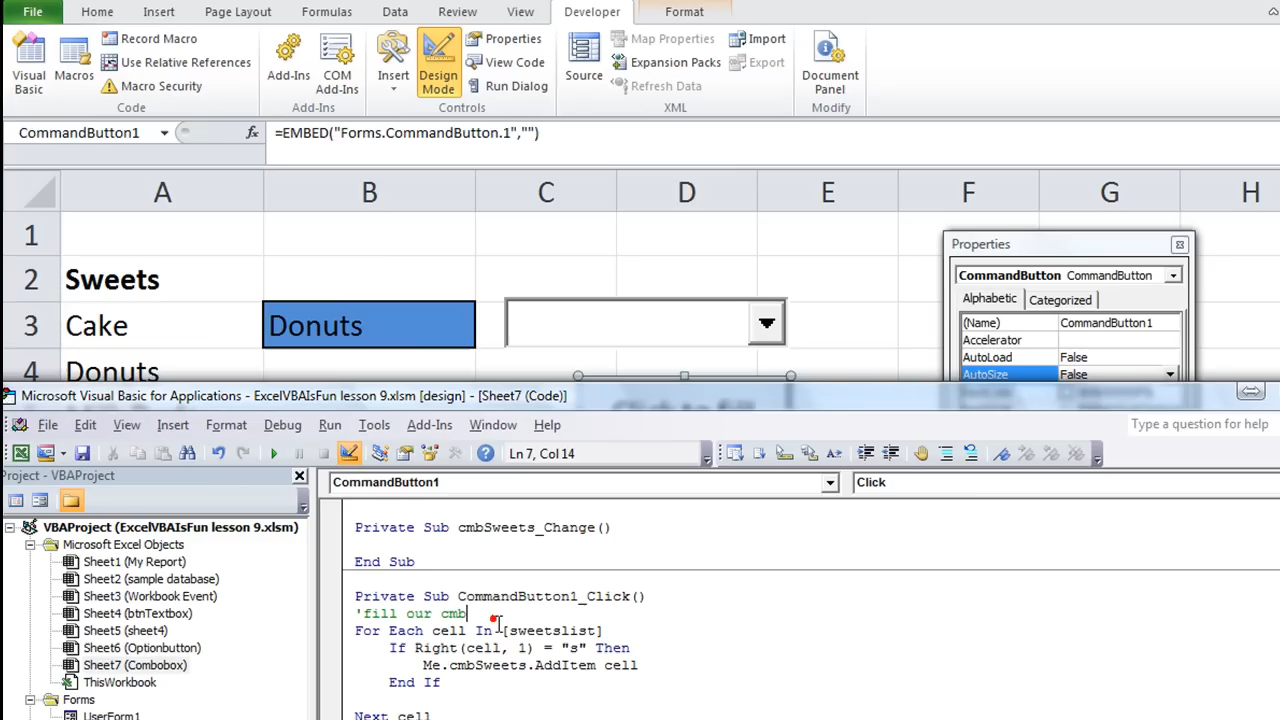 File Home Insert Page Layout Formulas Data Review View Developer Format
Record Macro Properties Map Properties Import
Use Relative References View Code Expansion Packs Export
Macro Security Run Dialog Refresh Data
Visual Basic Macros Add-Ins COM Add-Ins Insert Design Mode Source Document Panel
Code Add-Ins Controls XML Modify
CommandButton1 fx =EMBED("Forms.CommandButton.1","")
A B C D E F G H
1
2 Sweets
3 Cake Donuts
4 Donuts
Properties
CommandButton CommandButton
Alphabetic Categorized
(Name) CommandButton1
Accelerator
AutoLoad False
AutoSize False
Click to fill
Microsoft Visual Basic for Applications - ExcelVBAIsFun lesson 9.xlsm [design] - [Sheet7 (Code)]
File Edit View Insert Format Debug Run Tools Add-Ins Window Help Type a question for help
Ln 7, Col 14
Project - VBAProject
CommandButton1 Click
VBAProject (ExcelVBAIsFun lesson 9.xlsm)
Microsoft Excel Objects
Sheet1 (My Report)
Sheet2 (sample database)
Sheet3 (Workbook Event)
Sheet4 (btnTextbox)
Sheet5 (sheet4)
Sheet6 (Optionbutton)
Sheet7 (Combobox)
ThisWorkbook
Forms
UserForm1
Private Sub cmbSweets_Change()
End Sub
Private Sub CommandButton1_Click()
'fill our cmb
For Each cell In [sweetslist]
If Right(cell, 1) = "s" Then
Me.cmbSweets.AddItem cell
End If
Next cell